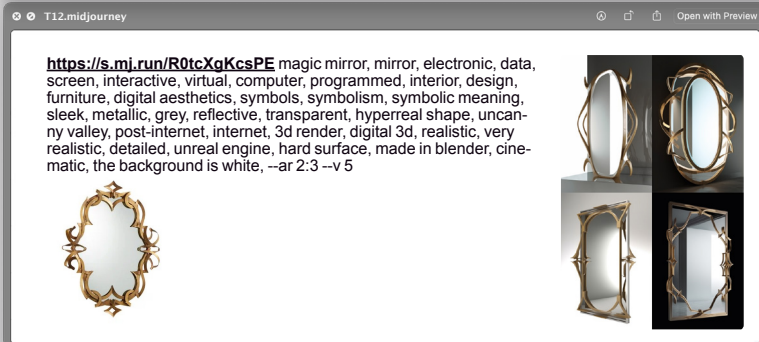 T12.midjourney
Open with Preview
https://s.mj.run/R0tcXgKcsPE magic mirror, mirror, electronic, data,
screen, interactive, virtual, computer, programmed, interior, design,
furniture, digital aesthetics, symbols, symbolism, symbolic meaning,
sleek, metallic, grey, reflective, transparent, hyperreal shape, uncan-
ny valley, post-internet, internet, 3d render, digital 3d, realistic, very
realistic, detailed, unreal engine, hard surface, made in blender, cine-
matic, the background is white, --ar 2:3 --v 5